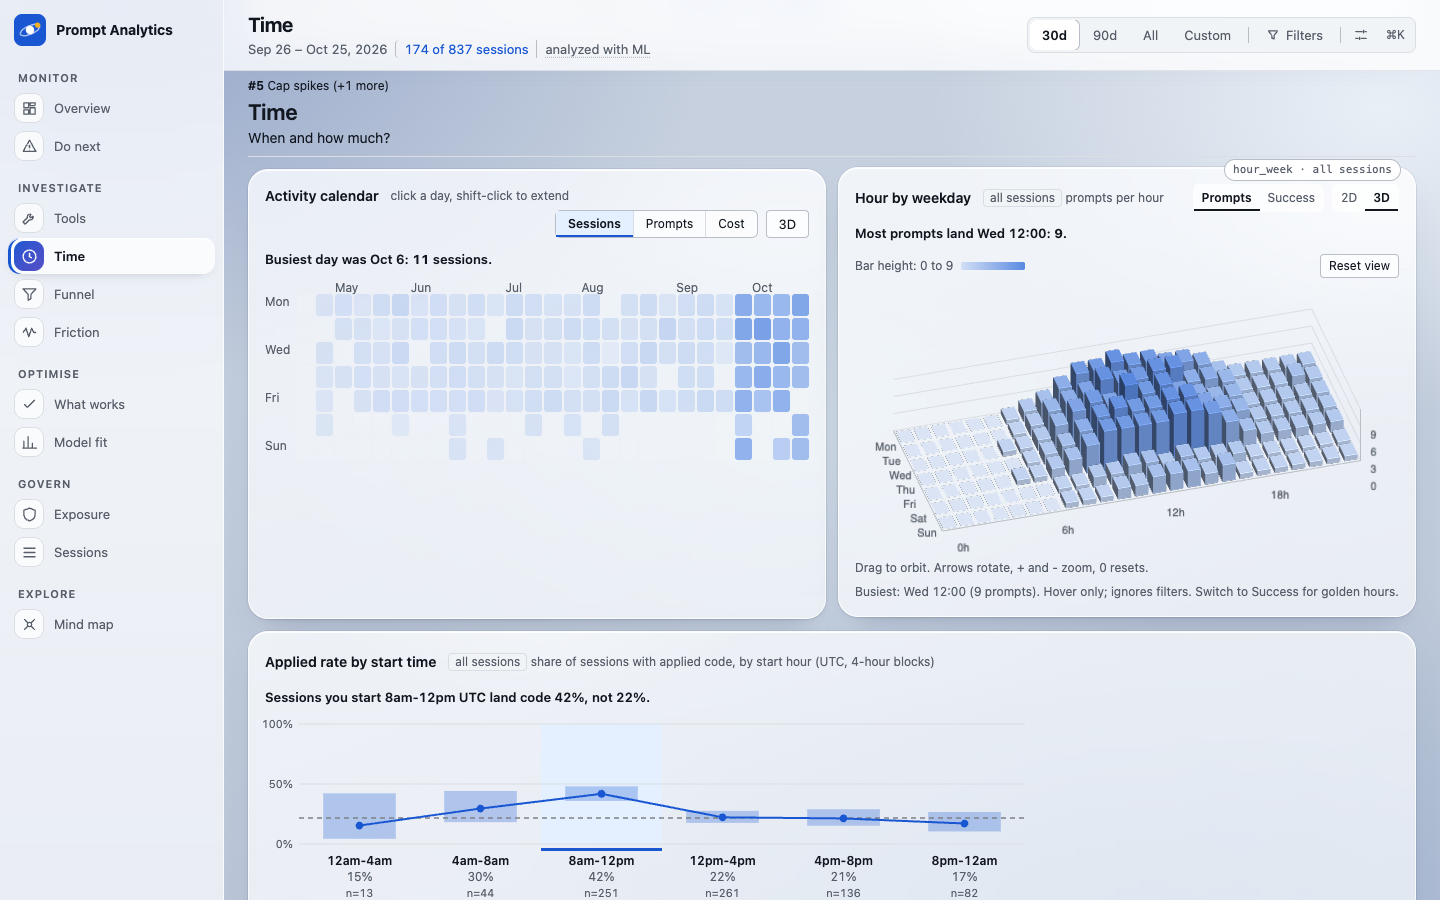 Prompt Analytics
MONITOR
Overview
Do next
INVESTIGATE
Tools
Time
Funnel
Friction
OPTIMISE
What works
Model fit
GOVERN
Exposure
Sessions
EXPLORE
Mind map
Time
Sep 26 – Oct 25, 2026 174 of 837 sessions analyzed with ML
30d 90d All Custom Filters ⌘K
#5 Cap spikes (+1 more)
Time
When and how much?
Activity calendar click a day, shift-click to extend
Sessions Prompts Cost 3D
Busiest day was Oct 6: 11 sessions.
May Jun Jul Aug Sep Oct
Mon
Wed
Fri
Sun
hour_week · all sessions
Hour by weekday all sessions prompts per hour Prompts Success 2D 3D
Most prompts land Wed 12:00: 9.
Bar height: 0 to 9 Reset view
Mon
Tue
Wed
Thu
Fri
Sat
Sun
0h 6h 12h 18h
9
6
3
0
Drag to orbit. Arrows rotate, + and - zoom, 0 resets.
Busiest: Wed 12:00 (9 prompts). Hover only; ignores filters. Switch to Success for golden hours.
Applied rate by start time all sessions share of sessions with applied code, by start hour (UTC, 4-hour blocks)
Sessions you start 8am-12pm UTC land code 42%, not 22%.
100%
50%
0%
12am-4am 4am-8am 8am-12pm 12pm-4pm 4pm-8pm 8pm-12am
15% 30% 42% 22% 21% 17%
n=13 n=44 n=251 n=261 n=136 n=82